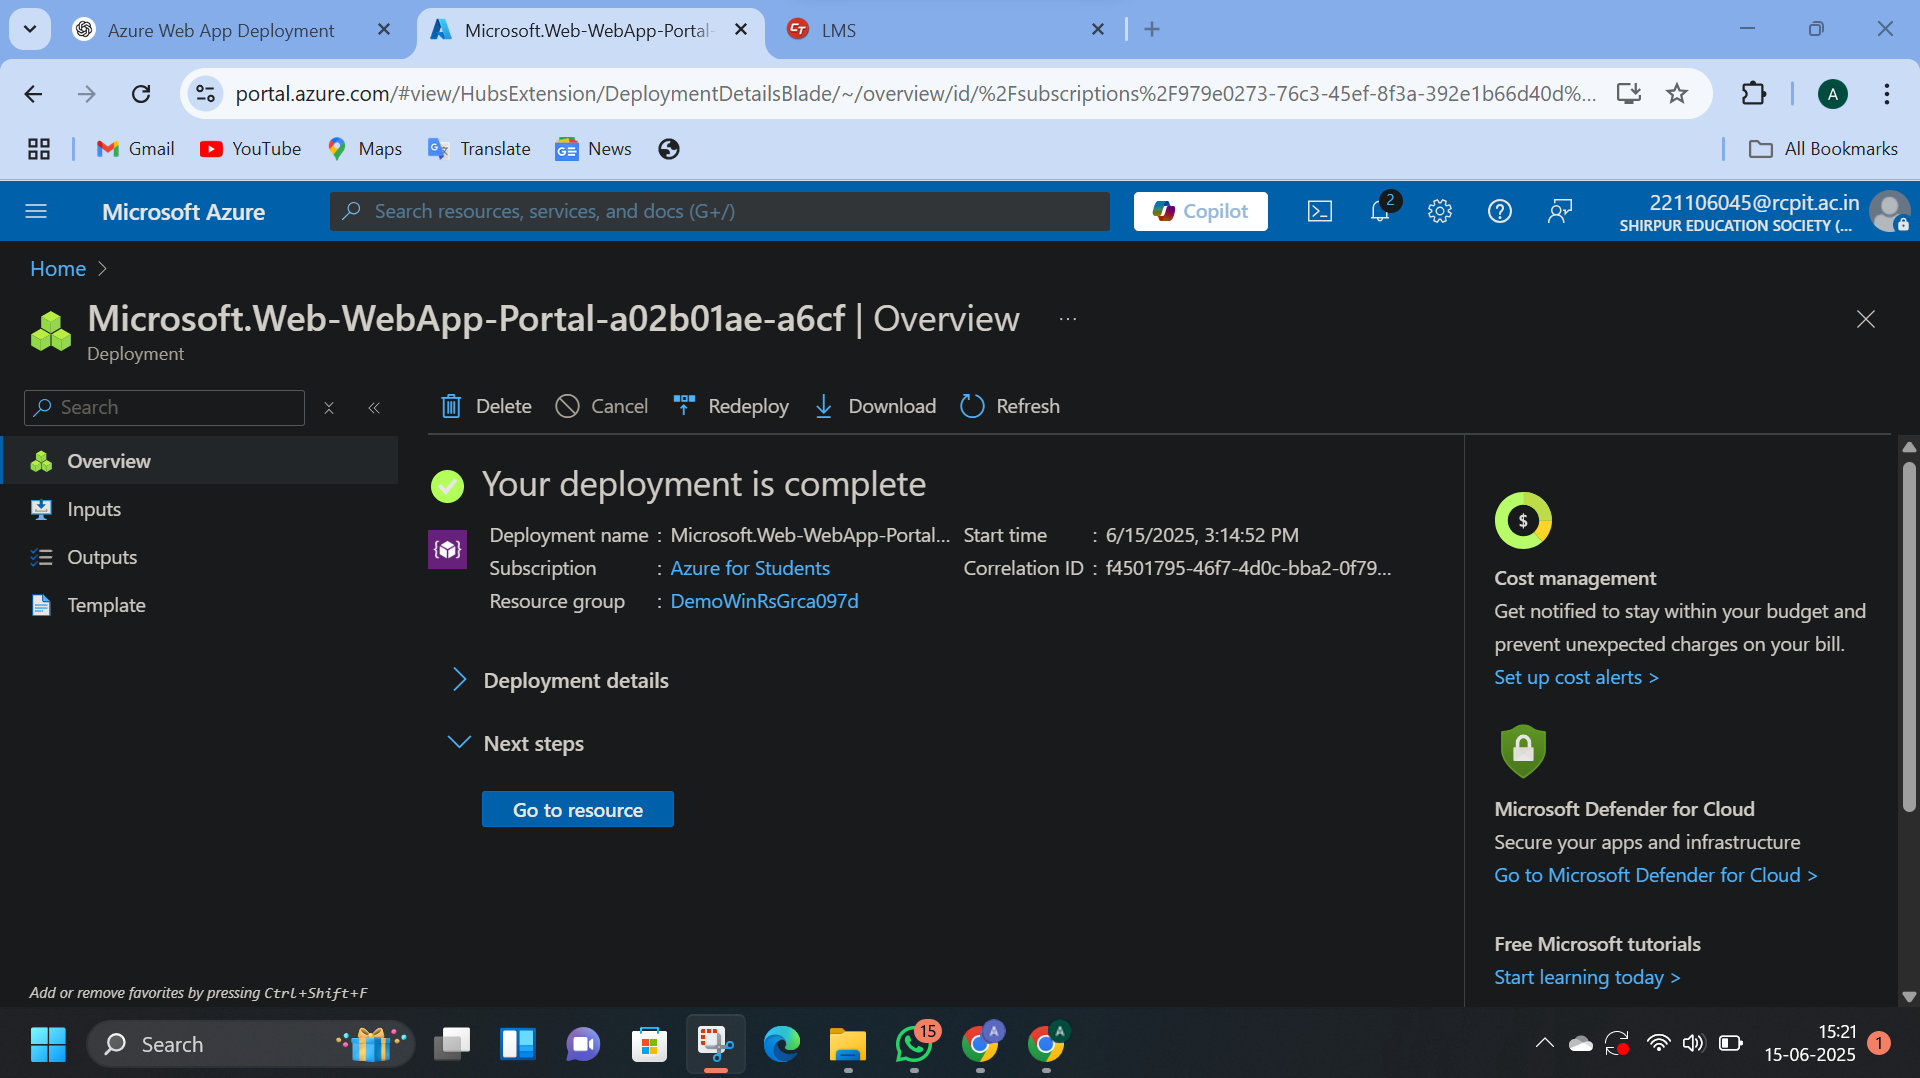 Azure Web App Deployment
Microsoft.Web-WebApp-Portal-
LMS
portal.azure.com/#view/HubsExtension/DeploymentDetailsBlade/~/overview/id/%2Fsubscriptions%2F979e0273-76c3-45ef-8f3a-392e1b66d40d%...
A
Gmail
YouTube
Maps
Translate
News
All Bookmarks
Microsoft Azure
Search resources, services, and docs (G+/)
Copilot
2
221106045@rcpit.ac.in
SHIRPUR EDUCATION SOCIETY (...
Home
Microsoft.Web-WebApp-Portal-a02b01ae-a6cf | Overview ...
Deployment
Search
Delete
Cancel
Redeploy
Download
Refresh
Overview
Inputs
Outputs
Template
Your deployment is complete
Deployment name : Microsoft.Web-WebApp-Portal...
Subscription : Azure for Students
Resource group : DemoWinRsGrca097d
Start time : 6/15/2025, 3:14:52 PM
Correlation ID : f4501795-46f7-4d0c-bba2-0f79...
Deployment details
Next steps
Go to resource
$
Cost management
Get notified to stay within your budget and
prevent unexpected charges on your bill.
Set up cost alerts >
Microsoft Defender for Cloud
Secure your apps and infrastructure
Go to Microsoft Defender for Cloud >
Free Microsoft tutorials
Start learning today >
Add or remove favorites by pressing Ctrl+Shift+F
Search
15
A
A
15:21
15-06-2025
1